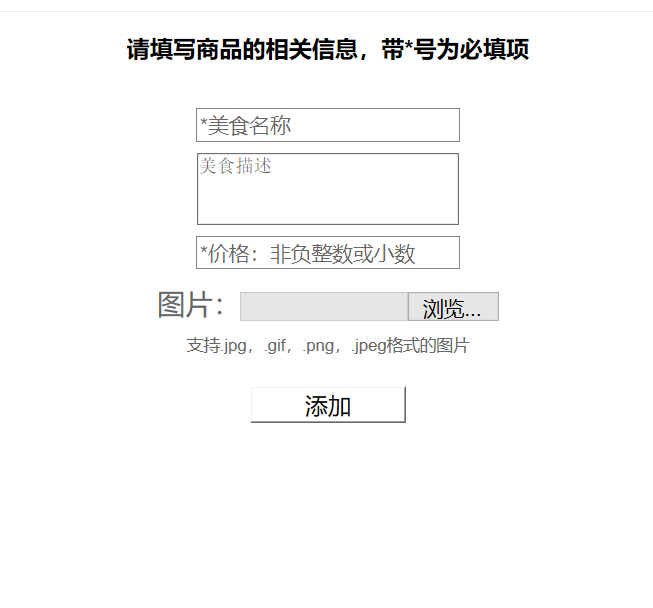 请填写商品的相关信息，带*号为必填项
*美食名称
美食描述
*价格：非负整数或小数
图片：浏览...
支持.jpg，.gif，.png，.jpeg格式的图片
添加